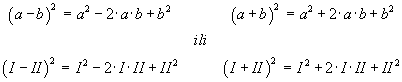 (a−b)² = a²−2·a·b+b² (a+b)² = a²+2·a·b+b²
ili
(I−II)² = I²−2·I·II+II² (I+II)² = I²+2·I·II+II²